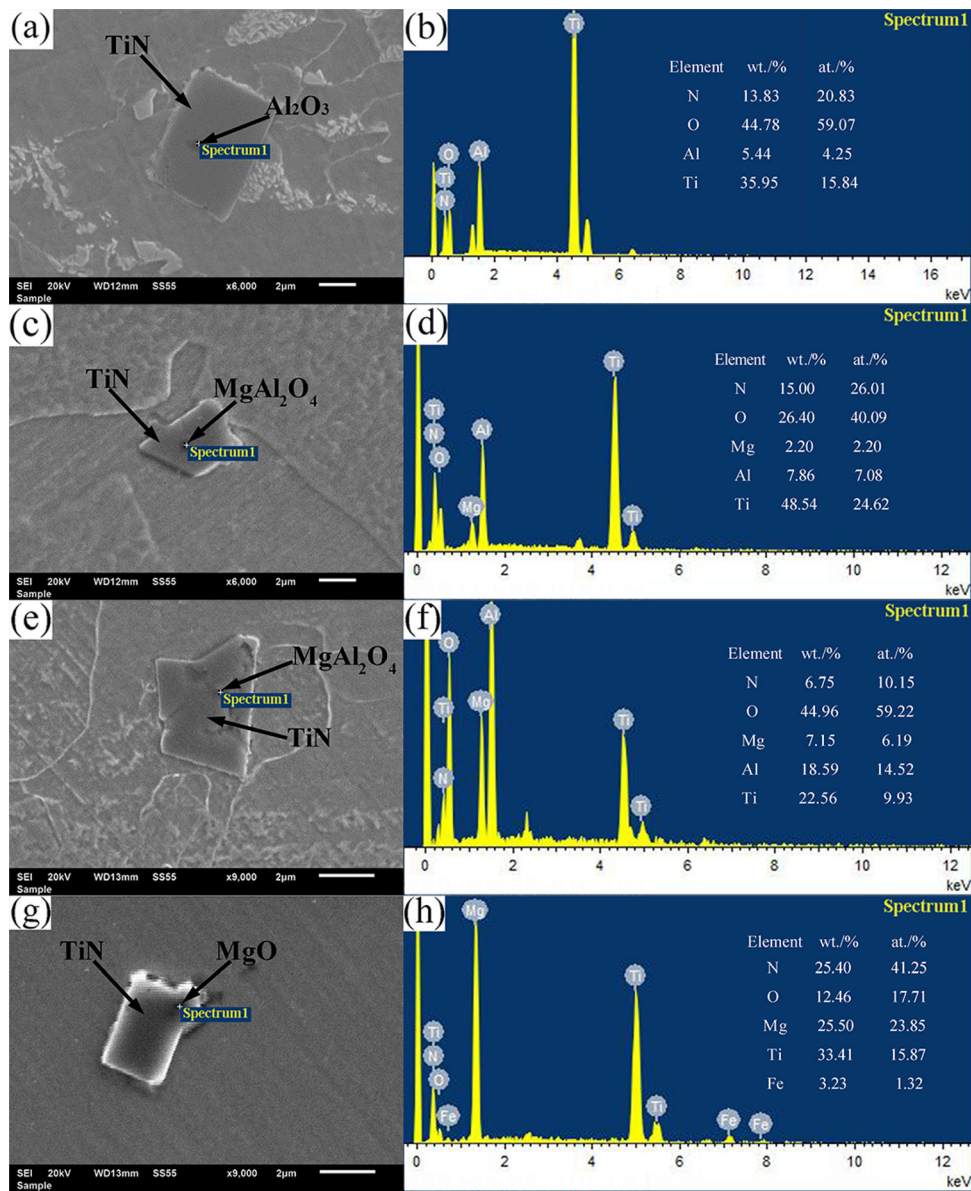 (a)
TiN
Al₂O₃
Spectrum1
SEI 20kV WD12mm SS55 x6,000 2μm
Sample
(b)
Spectrum1
Element wt./% at./%
N 13.83 20.83
O 44.78 59.07
Al 5.44 4.25
Ti 35.95 15.84
Ti
O
Al
Ti
N
0 2 4 6 8 10 12 14 16
keV
(c)
TiN
MgAl₂O₄
Spectrum1
SEI 20kV WD12mm SS55 x6,000 2μm
Sample
(d)
Spectrum1
Element wt./% at./%
N 15.00 26.01
O 26.40 40.09
Mg 2.20 2.20
Al 7.86 7.08
Ti 48.54 24.62
Ti
Ti
N
Al
O
Mg
Ti
0 2 4 6 8 10 12
keV
(e)
MgAl₂O₄
Spectrum1
TiN
SEI 20kV WD13mm SS55 x9,000 2μm
Sample
(f)
Spectrum1
Element wt./% at./%
N 6.75 10.15
O 44.96 59.22
Mg 7.15 6.19
Al 18.59 14.52
Ti 22.56 9.93
Al
O
Mg
Ti
Ti
N
Ti
0 2 4 6 8 10 12
keV
(g)
TiN
MgO
Spectrum1
SEI 20kV WD13mm SS55 x9,000 2μm
Sample
(h)
Spectrum1
Element wt./% at./%
N 25.40 41.25
O 12.46 17.71
Mg 25.50 23.85
Ti 33.41 15.87
Fe 3.23 1.32
Mg
Ti
Ti
N
O
Fe
Ti
Fe
Fe
0 2 4 6 8 10 12
keV